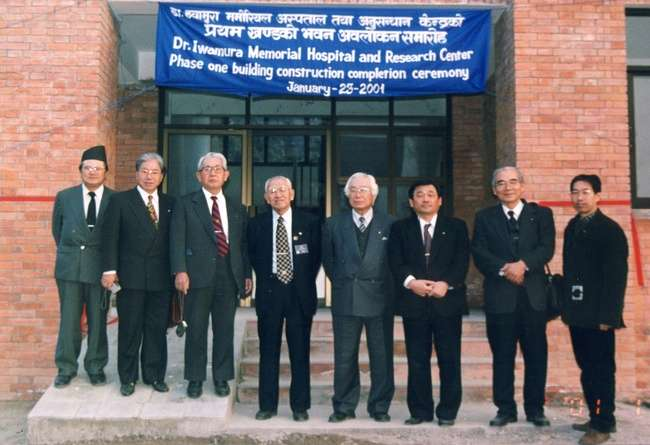 डा. इवामुरा मेमोरियल अस्पताल तथा अनुसन्धान केन्द्रको
प्रथम खण्डको भवन अवलोकन समारोह
Dr. Iwamura Memorial Hospital and Research Center
Phase one building construction completion ceremony
January-25-2001